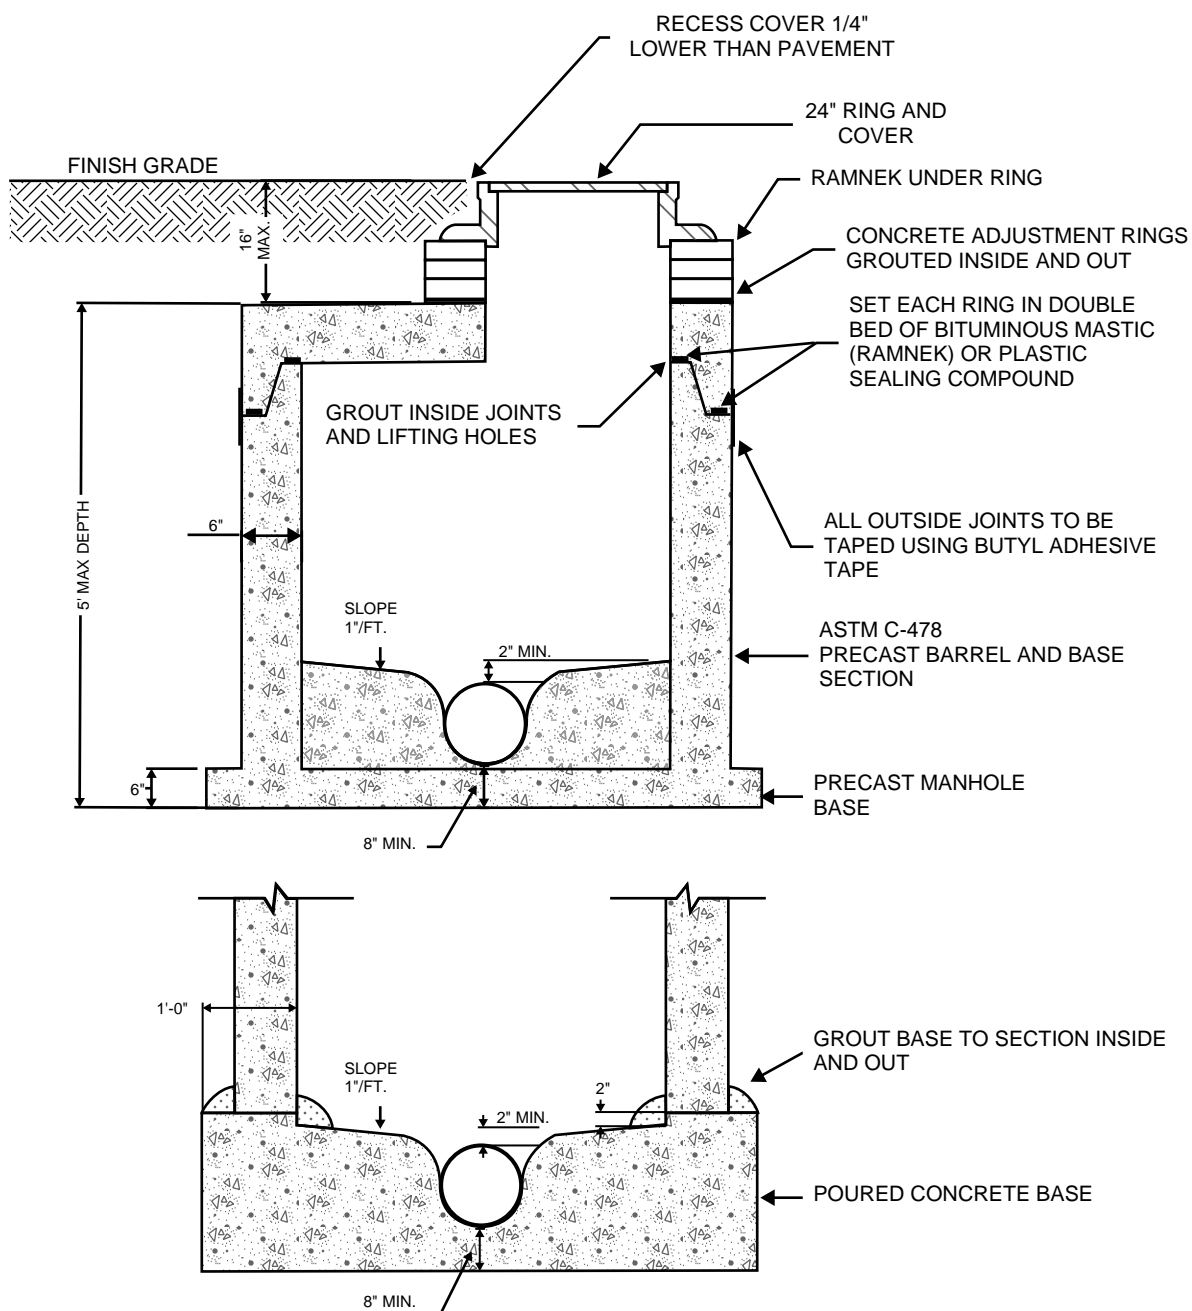 RECESS COVER 1/4"
LOWER THAN PAVEMENT
24" RING AND
COVER
FINISH GRADE
RAMNEK UNDER RING
16"
MAX.
CONCRETE ADJUSTMENT RINGS
GROUTED INSIDE AND OUT
SET EACH RING IN DOUBLE
BED OF BITUMINOUS MASTIC
(RAMNEK) OR PLASTIC
SEALING COMPOUND
GROUT INSIDE JOINTS
AND LIFTING HOLES
5' MAX DEPTH
6"
ALL OUTSIDE JOINTS TO BE
TAPED USING BUTYL ADHESIVE
TAPE
SLOPE
1"/FT.
2" MIN.
ASTM C-478
PRECAST BARREL AND BASE
SECTION
6"
PRECAST MANHOLE
BASE
8" MIN.
1'-0"
GROUT BASE TO SECTION INSIDE
AND OUT
SLOPE
1"/FT.
2"
2" MIN.
POURED CONCRETE BASE
8" MIN.